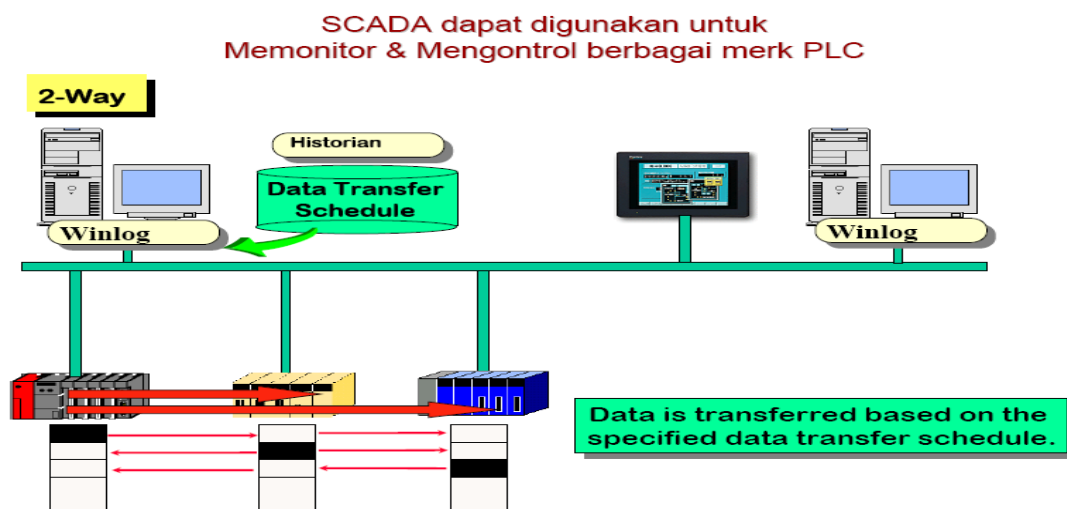 SCADA dapat digunakan untuk
Memonitor & Mengontrol berbagai merk PLC
2-Way
Historian
Data Transfer
Schedule
Winlog
Winlog
Data is transferred based on the
specified data transfer schedule.